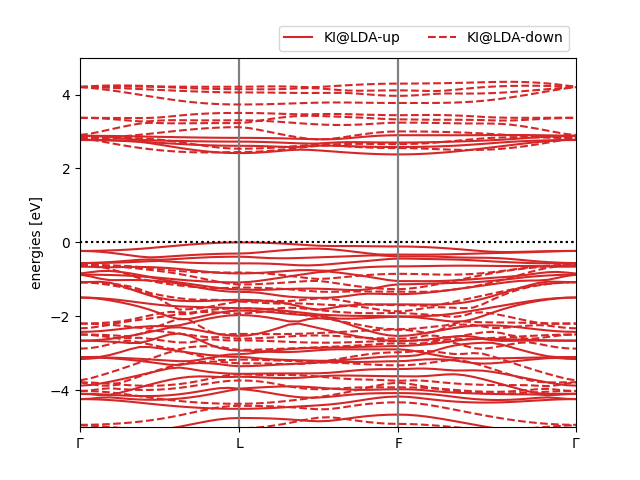 KI@LDA-up
KI@LDA-down
energies [eV]
4
2
0
−2
−4
Γ
L
F
Γ